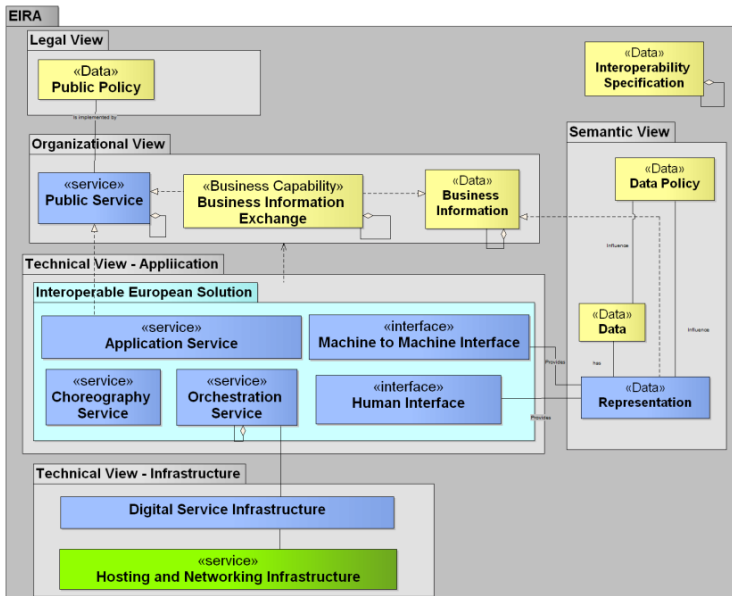 EIRA
Legal View
«Data»
Public Policy
is implemented by
«Data»
Interoperability
Specification
Organizational View
«service»
Public Service
«Business Capability»
Business Information
Exchange
«Data»
Business
Information
Semantic View
«Data»
Data Policy
Influence
Influence
«Data»
Data
has
«Data»
Representation
Technical View - Appliication
Interoperable European Solution
«service»
Application Service
«interface»
Machine to Machine Interface
Provides
«service»
Choreography
Service
«service»
Orchestration
Service
«interface»
Human Interface
Provides
Technical View - Infrastructure
Digital Service Infrastructure
«service»
Hosting and Networking Infrastructure